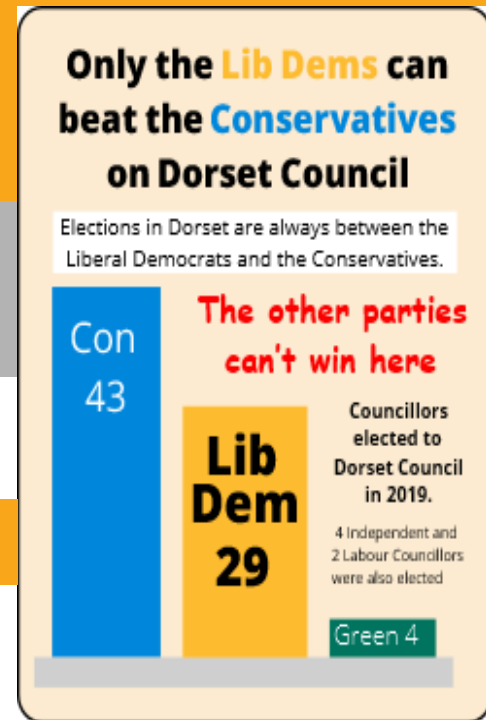 Only the Lib Dems can
beat the Conservatives
on Dorset Council
Elections in Dorset are always between the
Liberal Democrats and the Conservatives.
The other parties
can't win here
Con
43
Lib
Dem
29
Councillors
elected to
Dorset Council
in 2019.
4 Independent and
2 Labour Councillors
were also elected
Green 4